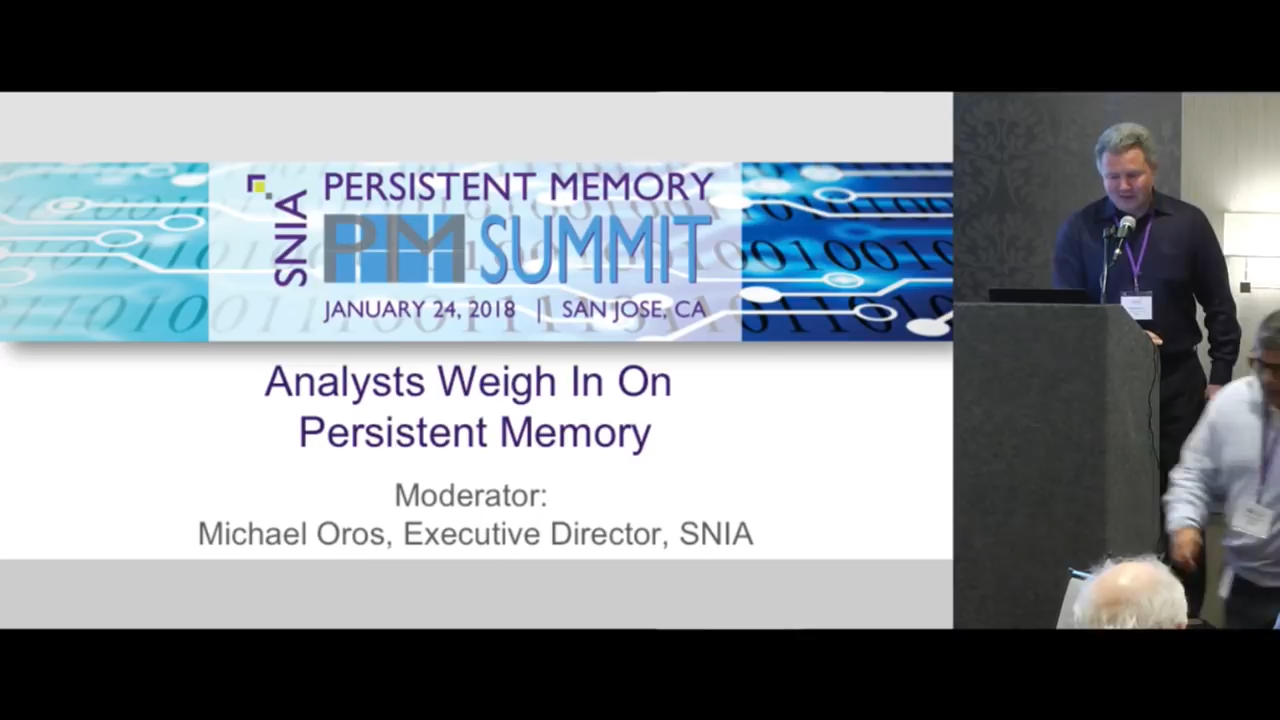 SNIA
PERSISTENT MEMORY
PM SUMMIT
JANUARY 24, 2018 | SAN JOSE, CA
Analysts Weigh In On
Persistent Memory
Moderator:
Michael Oros, Executive Director, SNIA